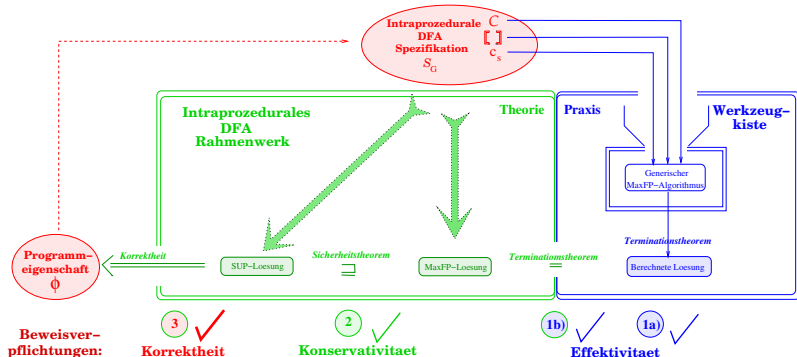 Intraprozedurale
DFA
Spezifikation
S_G
C
⟦ ⟧
c_s
Intraprozedurales
DFA
Rahmenwerk
Theorie
Praxis
Werkzeug-
kiste
Generischer
MaxFP-Algorithmus
Terminationstheorem
Programm-
eigenschaft
ϕ
Korrektheit
SUP-Loesung
Sicherheitstheorem
⊒
MaxFP-Loesung
Terminationstheorem
=
Berechnete Loesung
Beweisver-
pflichtungen:
3 ✓
Korrektheit
2 ✓
Konservativitaet
1b) ✓
1a) ✓
Effektivitaet